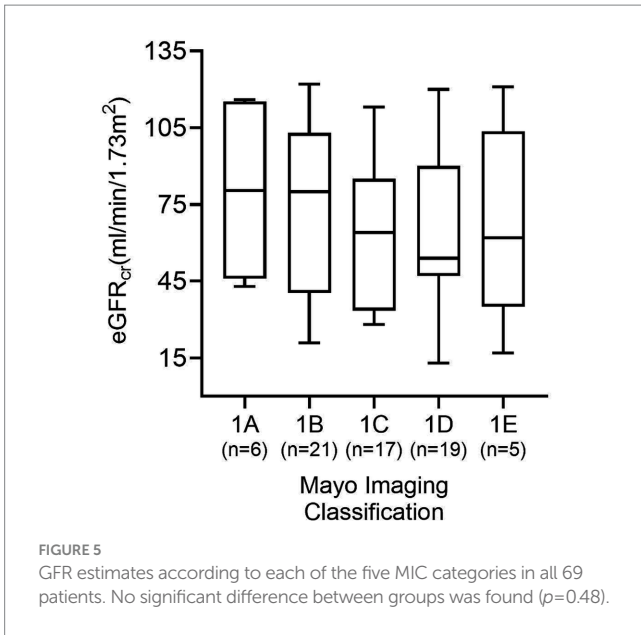 135
105
75
45
15
eGFRcr(ml/min/1.73m²)
1A 1B 1C 1D 1E
(n=6) (n=21) (n=17) (n=19) (n=5)
Mayo Imaging
Classification
FIGURE 5
GFR estimates according to each of the five MIC categories in all 69
patients. No significant difference between groups was found (p=0.48).